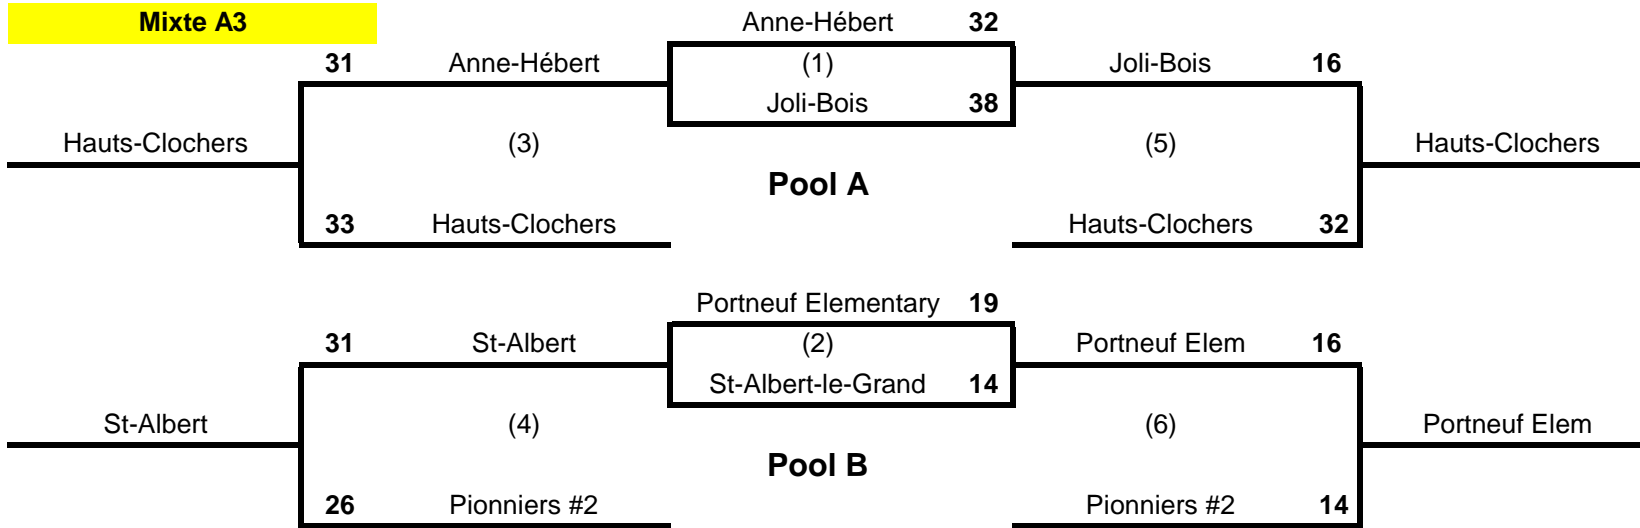 Mixte A3
Anne-Hébert 32
31 Anne-Hébert (1) Joli-Bois 16
Joli-Bois 38
Hauts-Clochers (3) (5) Hauts-Clochers
Pool A
33 Hauts-Clochers Hauts-Clochers 32
Portneuf Elementary 19
31 St-Albert (2) Portneuf Elem 16
St-Albert-le-Grand 14
St-Albert (4) (6) Portneuf Elem
Pool B
26 Pionniers #2 Pionniers #2 14